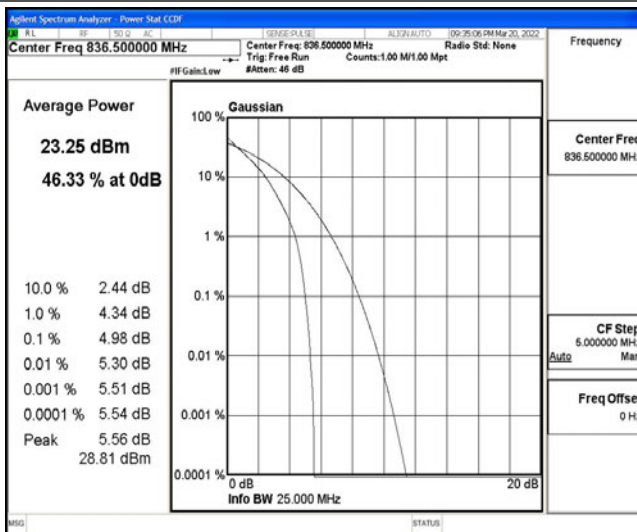 Agilent Spectrum Analyzer - Power Stat CCDF
RL RF 50 Ω AC SENSE:PULSE ALIGN AUTO 09:35:06 PM Mar 20, 2022
Center Freq 836.500000 MHz
Center Freq: 836.500000 MHz Radio Std: None
Trig: Free Run Counts:1.00 M/1.00 Mpt
#IFGain:Low #Atten: 46 dB
Frequency
Average Power
23.25 dBm
46.33 % at 0dB
10.0 % 2.44 dB
1.0 % 4.34 dB
0.1 % 4.98 dB
0.01 % 5.30 dB
0.001 % 5.51 dB
0.0001 % 5.54 dB
Peak 5.56 dB
28.81 dBm
Gaussian
100 %
10 %
1 %
0.1 %
0.01 %
0.001 %
0.0001 %
0 dB 20 dB
Info BW 25.000 MHz
Center Freq
836.500000 MHz
CF Step
5.000000 MHz
Auto Man
Freq Offse
0 Hz
MSG STATUS